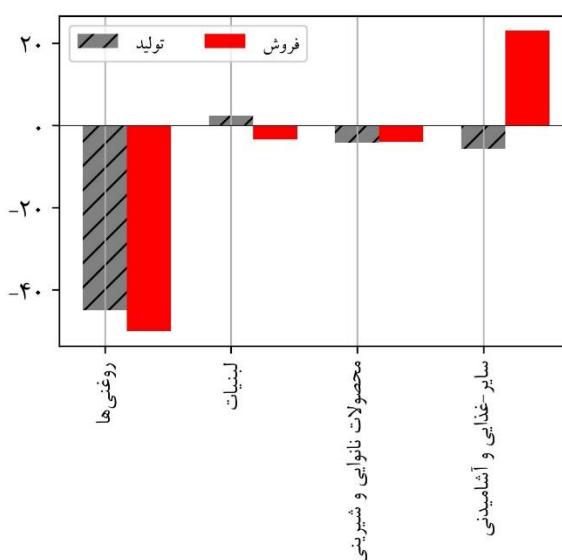 تولید
فروش
۲۰
۰
-۲۰
-۴۰
روغنی‌ها
لبنیات
محصولات نانوایی و شیرینی
سایر-غذایی و آشامیدنی